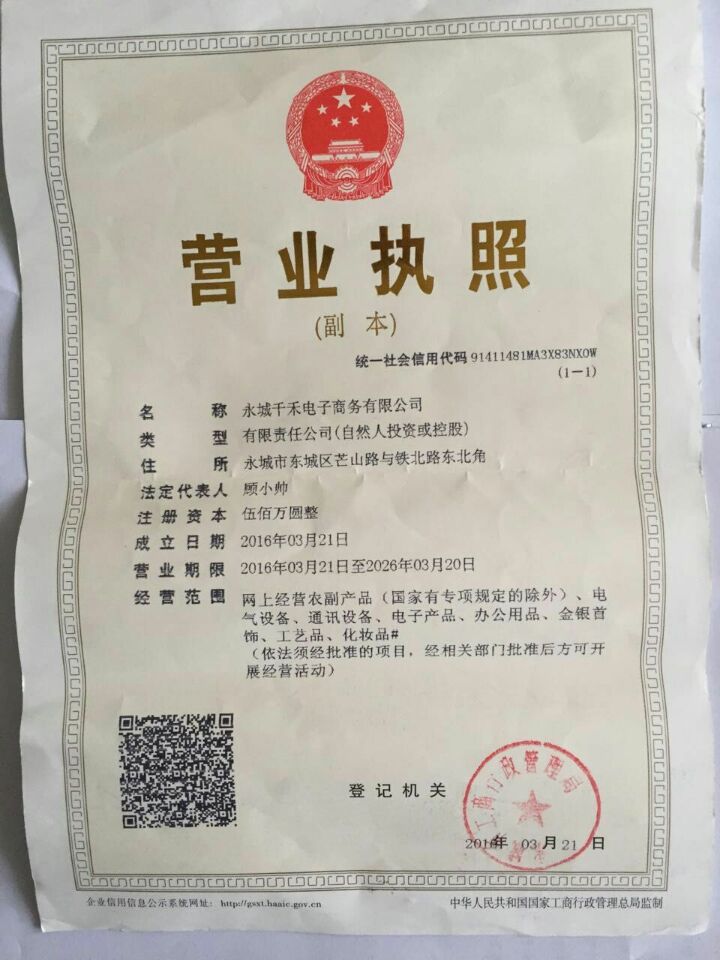 营业执照
(副 本)
统一社会信用代码 91411481MA3X83NX0W
(1—1)
名称 永城千禾电子商务有限公司
类型 有限责任公司(自然人投资或控股)
住所 永城市东城区芒山路与铁北路东北角
法定代表人 顾小帅
注册资本 伍佰万圆整
成立日期 2016年03月21日
营业期限 2016年03月21日至2026年03月20日
经营范围 网上经营农副产品（国家有专项规定的除外）、电
气设备、通讯设备、电子产品、办公用品、金银首
饰、工艺品、化妆品#
（依法须经批准的项目，经相关部门批准后方可开
展经营活动）
登记机关
工商行政管理局
2016年 03月21日
企业信用信息公示系统网址： http://gsxt.haaic.gov.cn
中华人民共和国国家工商行政管理总局监制